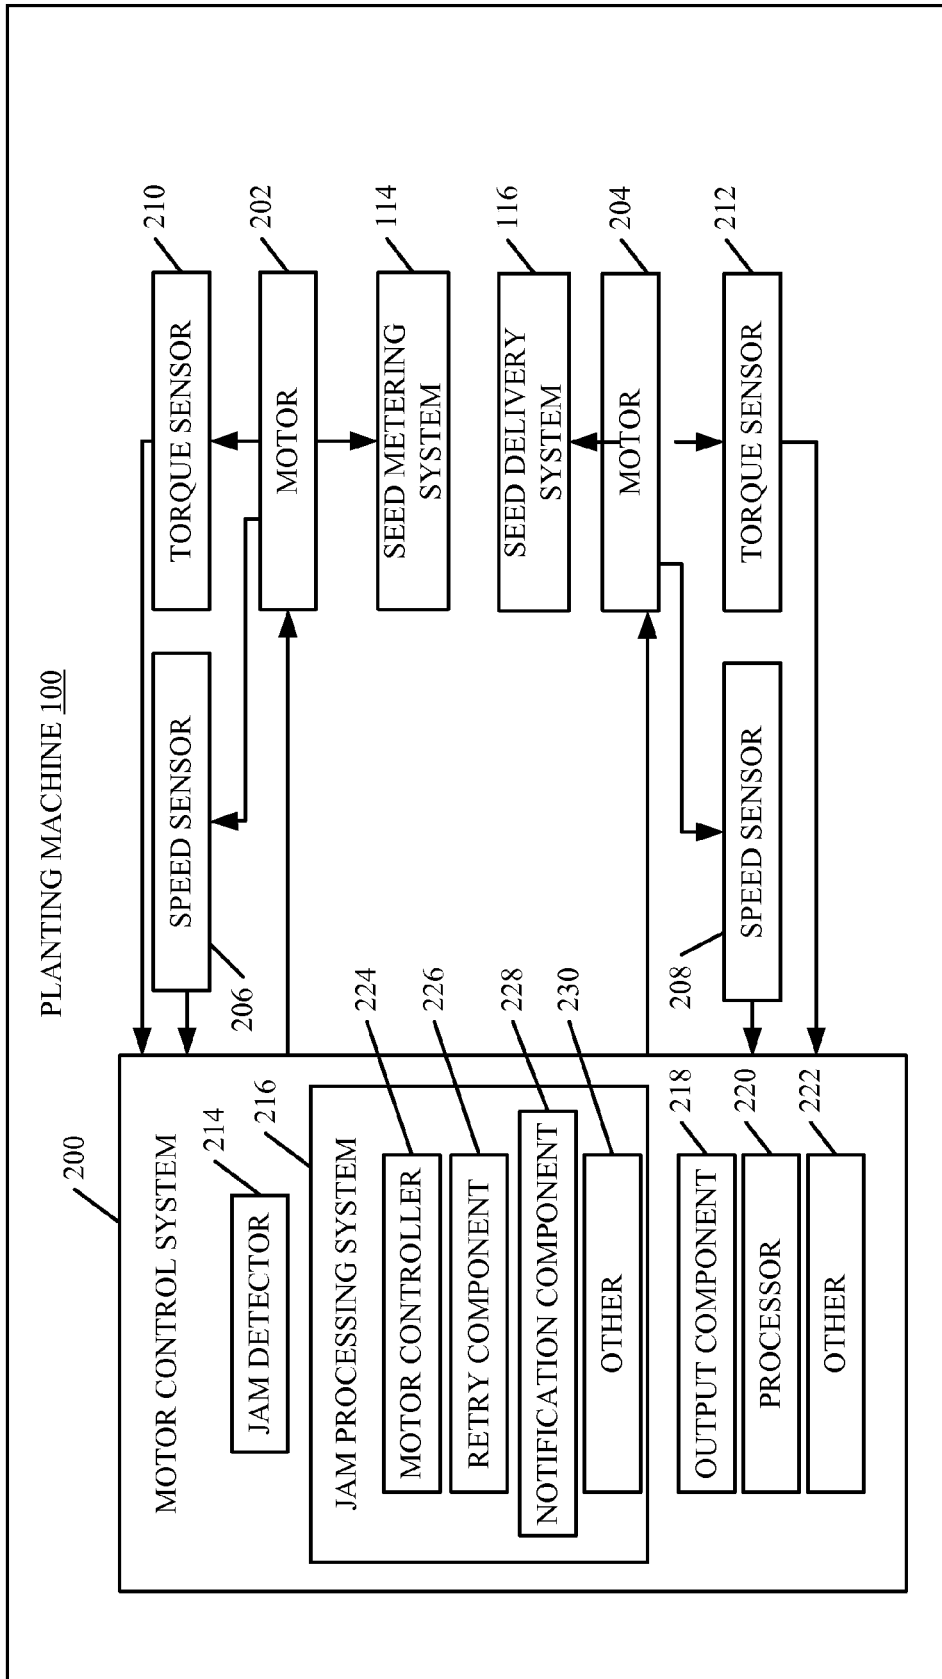 PLANTING MACHINE 100
200
MOTOR CONTROL SYSTEM
214
JAM DETECTOR
216
JAM PROCESSING SYSTEM
224
MOTOR CONTROLLER
226
RETRY COMPONENT
228
NOTIFICATION COMPONENT
230
OTHER
218
OUTPUT COMPONENT
220
PROCESSOR
222
OTHER
206
SPEED SENSOR
208
SPEED SENSOR
210
TORQUE SENSOR
202
MOTOR
114
SEED METERING
SYSTEM
116
SEED DELIVERY
SYSTEM
204
MOTOR
212
TORQUE SENSOR